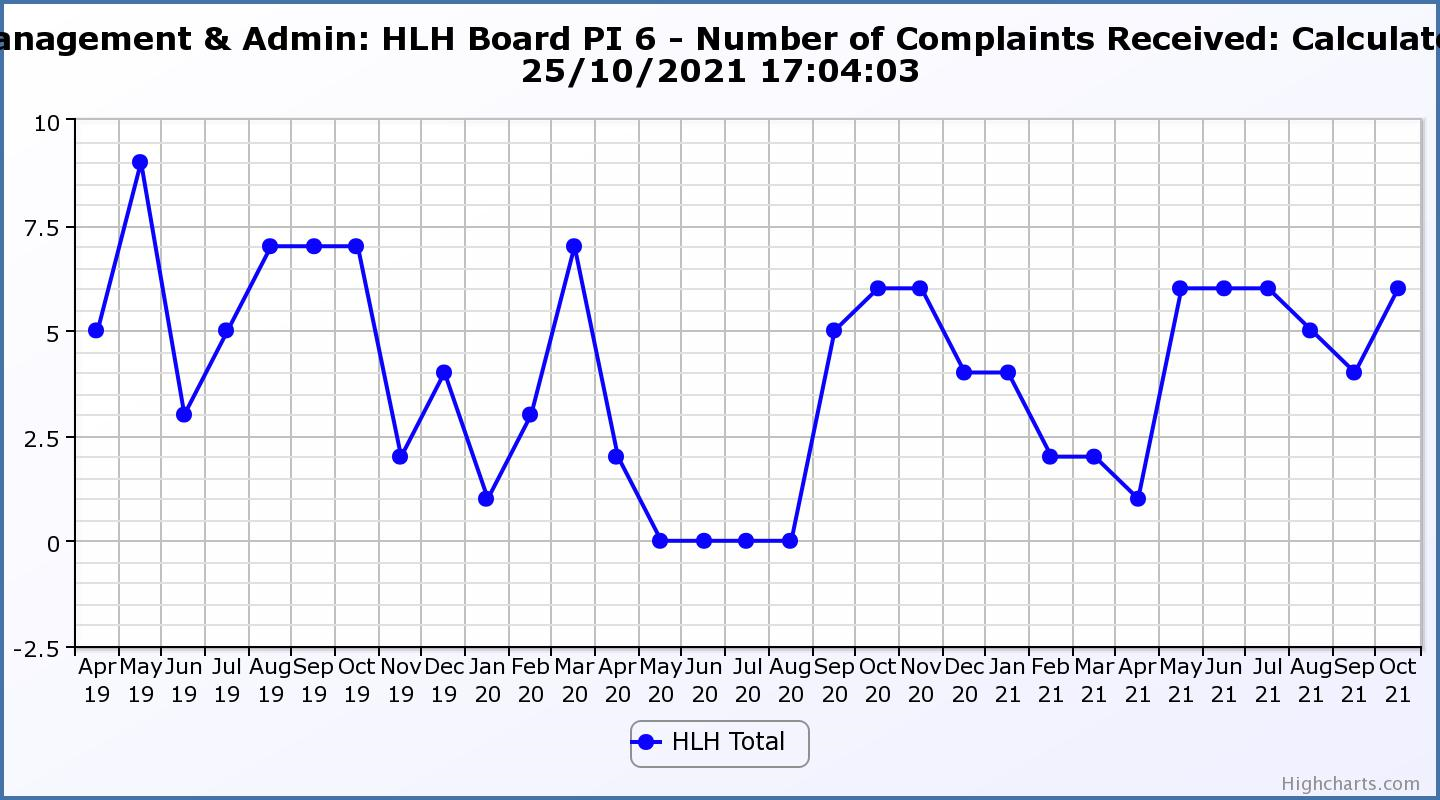 anagement & Admin: HLH Board PI 6 - Number of Complaints Received: Calculate
25/10/2021 17:04:03
10
7.5
5
2.5
0
-2.5
Apr May Jun Jul Aug Sep Oct Nov Dec Jan Feb Mar Apr May Jun Jul Aug Sep Oct Nov Dec Jan Feb Mar Apr May Jun Jul Aug Sep Oct
19 19 19 19 19 19 19 19 19 20 20 20 20 20 20 20 20 20 20 20 20 21 21 21 21 21 21 21 21 21 21
HLH Total
Highcharts.com